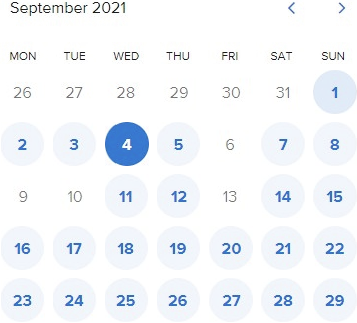 September 2021
MON TUE WED THU FRI SAT SUN
26 27 28 29 30 31 1
2 3 4 5 6 7 8
9 10 11 12 13 14 15
16 17 18 19 20 21 22
23 24 25 26 27 28 29